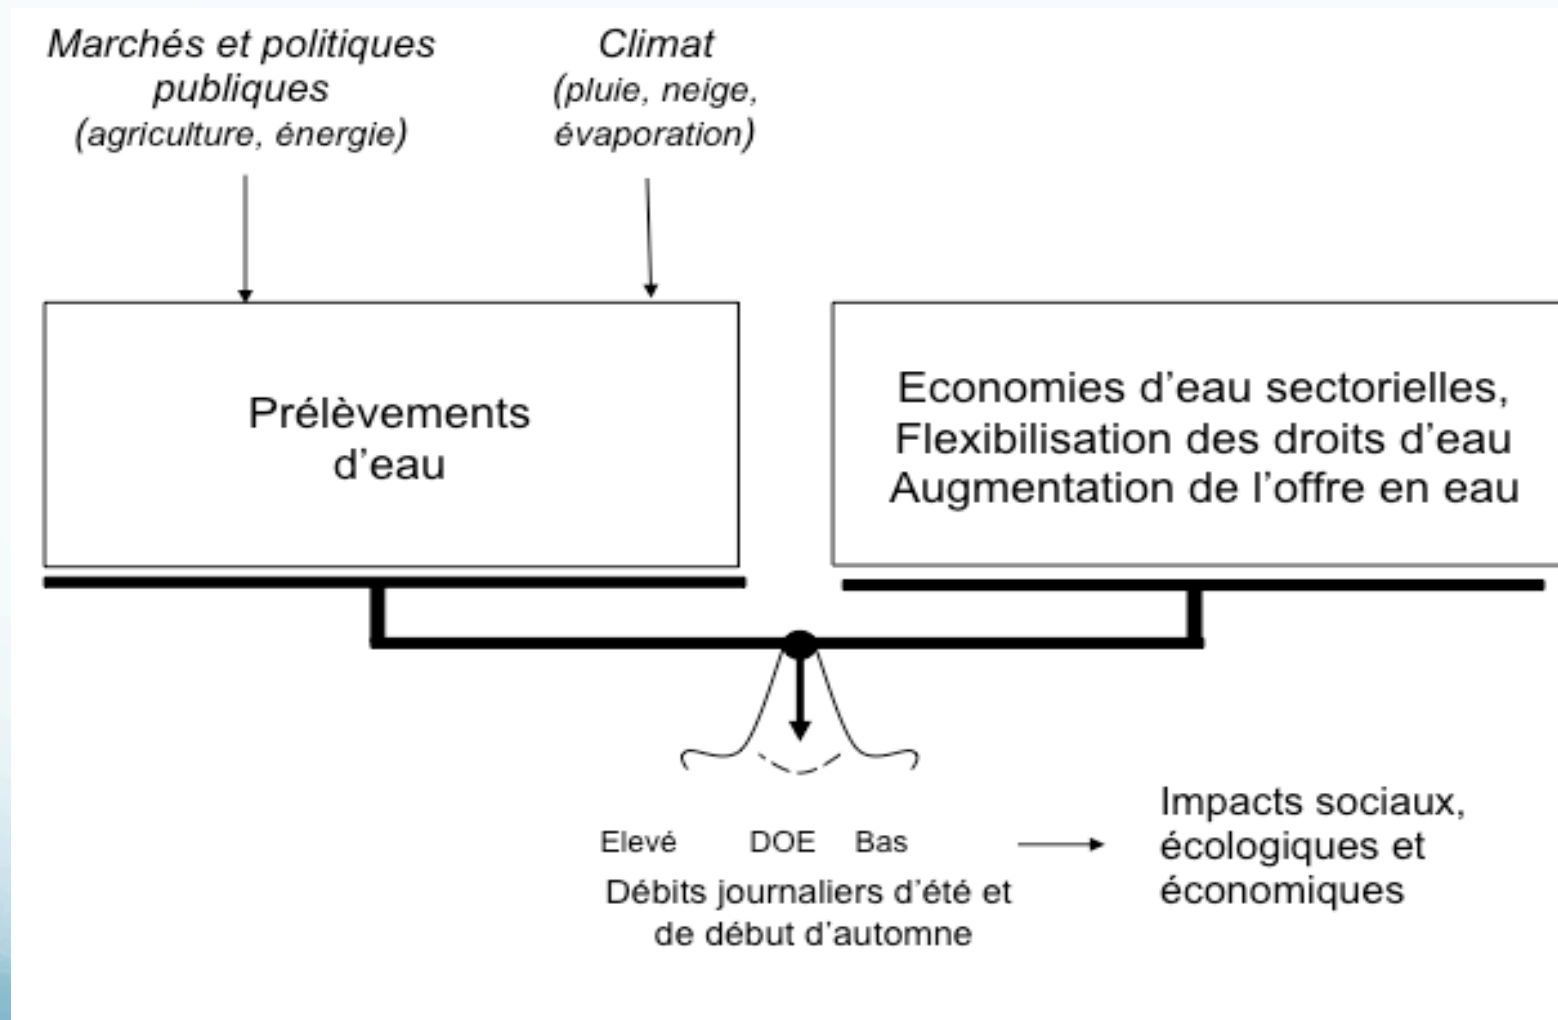 Marchés et politiques
publiques
(agriculture, énergie)
Climat
(pluie, neige,
évaporation)
Prélèvements
d'eau
Economies d'eau sectorielles,
Flexibilisation des droits d'eau
Augmentation de l'offre en eau
Elevé DOE Bas
Débits journaliers d'été et
de début d'automne
Impacts sociaux,
écologiques et
économiques